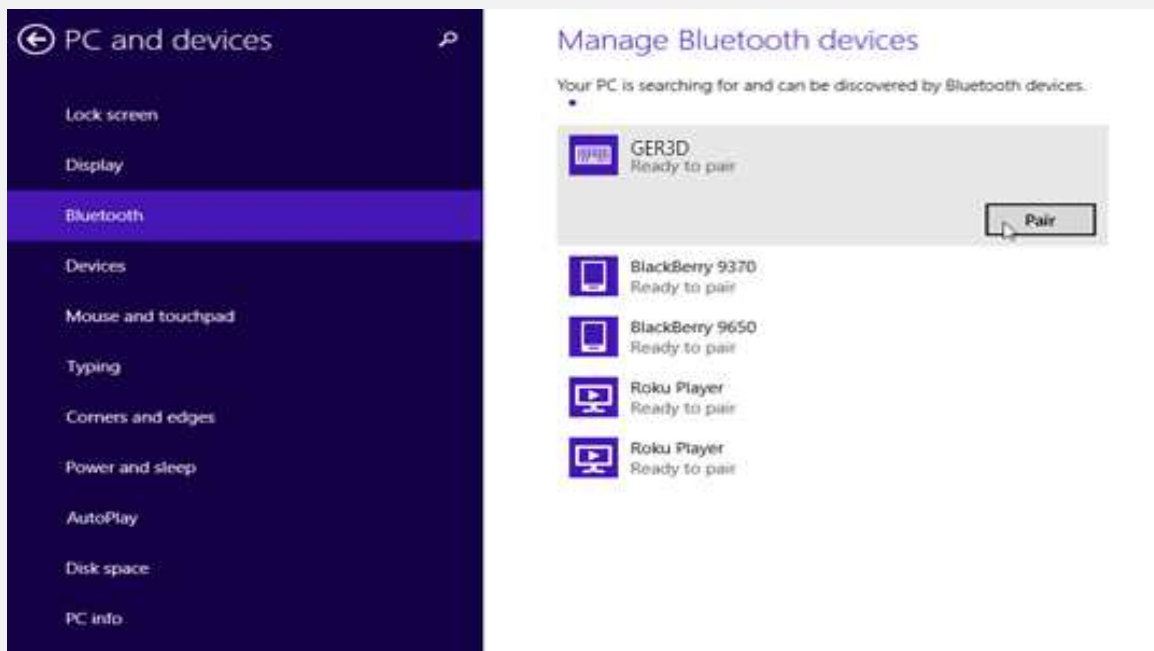 PC and devices
Lock screen
Display
Bluetooth
Devices
Mouse and touchpad
Typing
Corners and edges
Power and sleep
AutoPlay
Disk space
PC info
Manage Bluetooth devices
Your PC is searching for and can be discovered by Bluetooth devices.
GER3D
Ready to pair
Pair
BlackBerry 9370
Ready to pair
BlackBerry 9650
Ready to pair
Roku Player
Ready to pair
Roku Player
Ready to pair